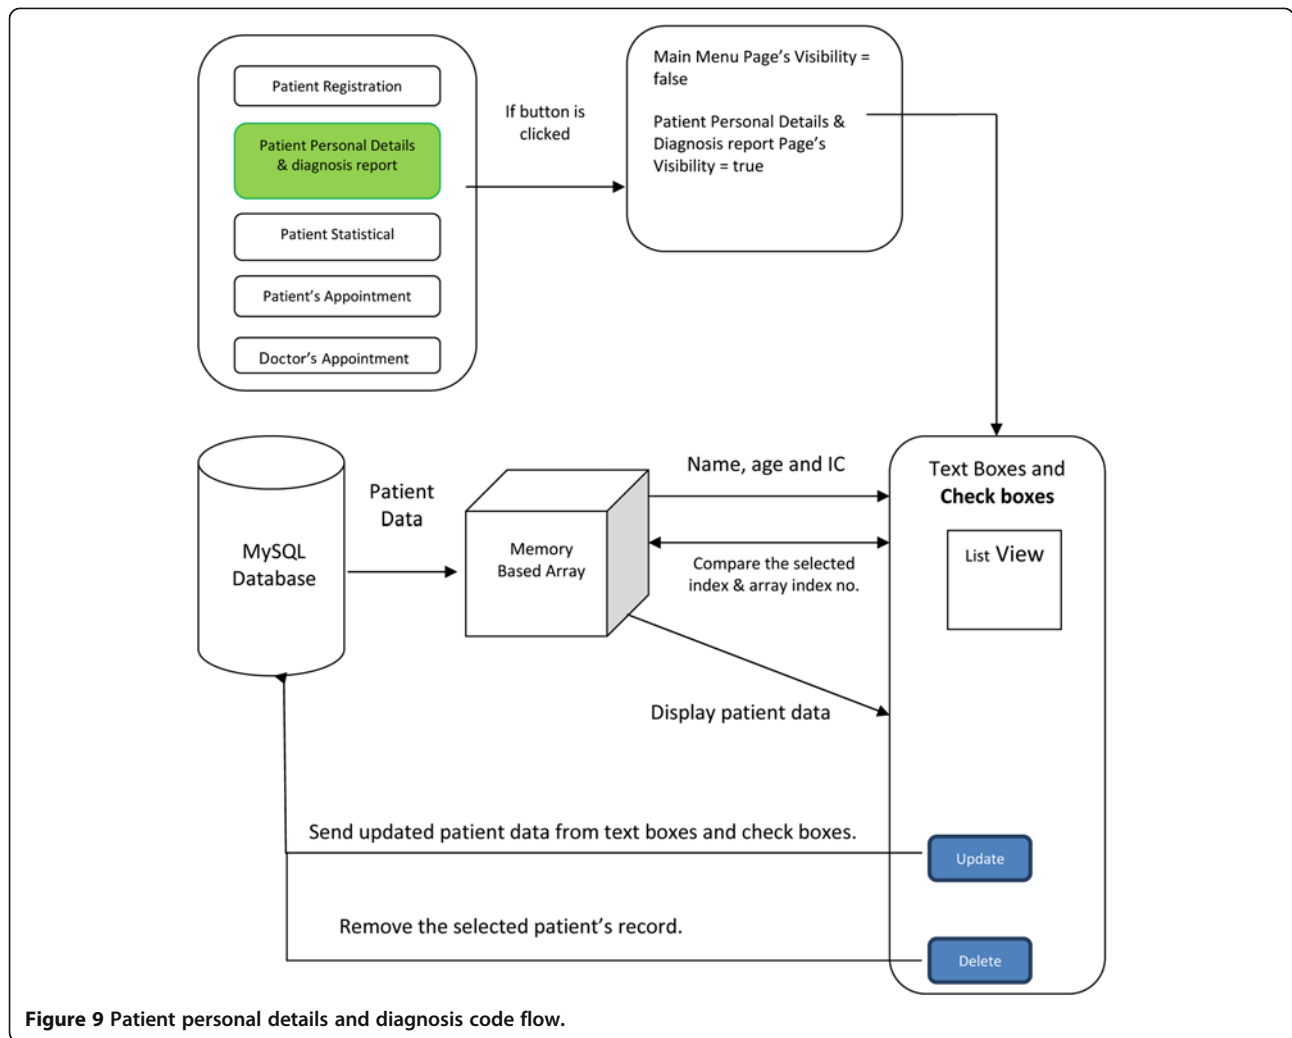 Patient Registration
Patient Personal Details
& diagnosis report
Patient Statistical
Patient's Appointment
Doctor's Appointment
If button is
clicked
Main Menu Page's Visibility =
false
Patient Personal Details &
Diagnosis report Page's
Visibility = true
MySQL
Database
Patient
Data
Memory
Based Array
Name, age and IC
Compare the selected
index & array index no.
Display patient data
Text Boxes and
Check boxes
List View
Send updated patient data from text boxes and check boxes.
Update
Remove the selected patient's record.
Delete
Figure 9 Patient personal details and diagnosis code flow.